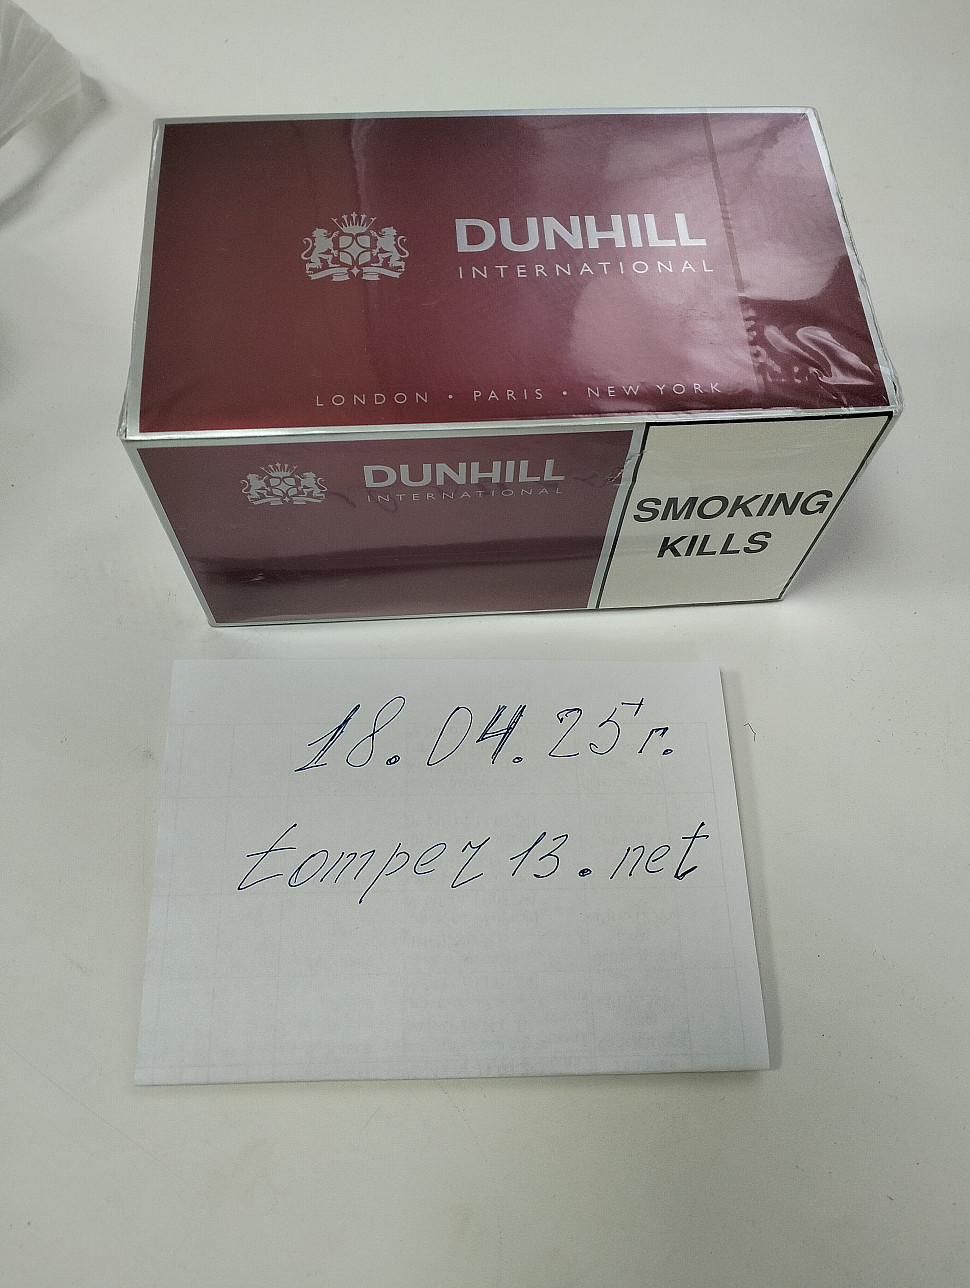 DUNHILL
INTERNATIONAL
LONDON • PARIS • NEW YORK
DUNHILL
INTERNATIONAL
SMOKING
KILLS
18.04.25г.
tompez13.net